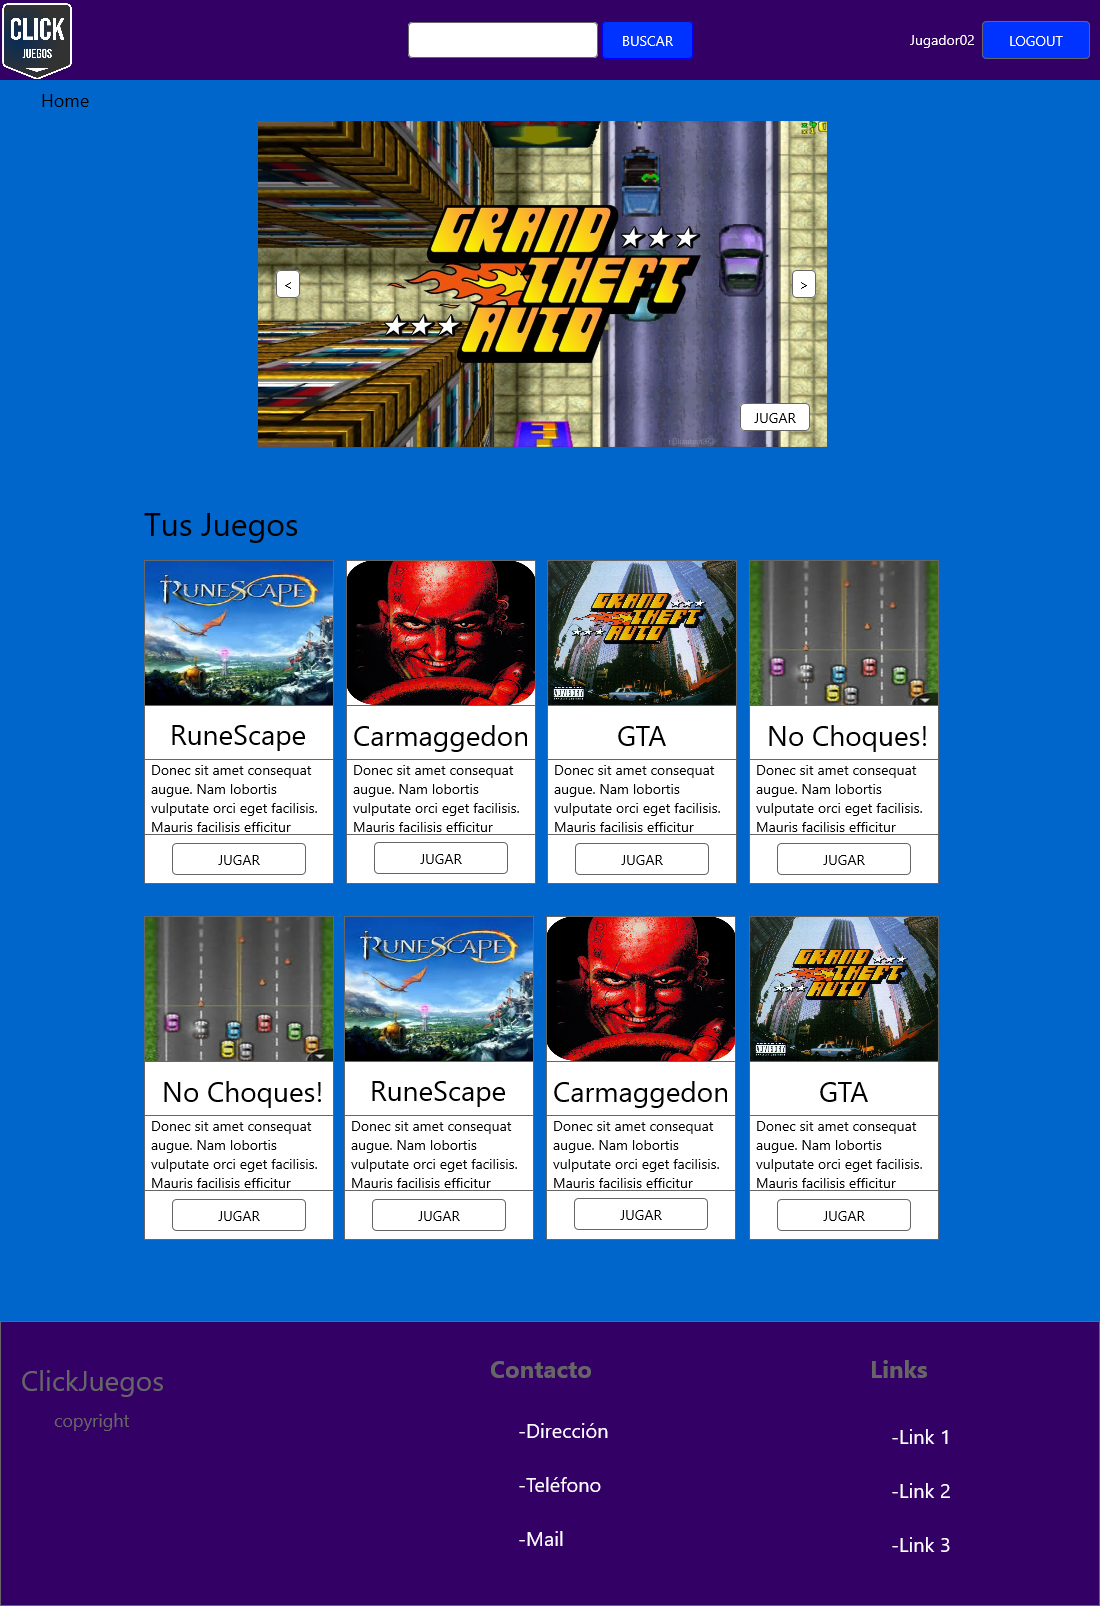 CLICK
JUEGOS
BUSCAR
Jugador02
LOGOUT
Home
GRAND
THEFT
AUTO
<
>
JUGAR
Tus Juegos
RUNESCAPE
GRAND
THEFT
AUTO
RuneScape
Carmaggedon
GTA
No Choques!
Donec sit amet consequat
augue. Nam lobortis
vulputate orci eget facilisis.
Mauris facilisis efficitur
Donec sit amet consequat
augue. Nam lobortis
vulputate orci eget facilisis.
Mauris facilisis efficitur
Donec sit amet consequat
augue. Nam lobortis
vulputate orci eget facilisis.
Mauris facilisis efficitur
Donec sit amet consequat
augue. Nam lobortis
vulputate orci eget facilisis.
Mauris facilisis efficitur
JUGAR
JUGAR
JUGAR
JUGAR
RUNESCAPE
GRAND
THEFT
AUTO
No Choques!
RuneScape
Carmaggedon
GTA
Donec sit amet consequat
augue. Nam lobortis
vulputate orci eget facilisis.
Mauris facilisis efficitur
Donec sit amet consequat
augue. Nam lobortis
vulputate orci eget facilisis.
Mauris facilisis efficitur
Donec sit amet consequat
augue. Nam lobortis
vulputate orci eget facilisis.
Mauris facilisis efficitur
Donec sit amet consequat
augue. Nam lobortis
vulputate orci eget facilisis.
Mauris facilisis efficitur
JUGAR
JUGAR
JUGAR
JUGAR
ClickJuegos
copyright
Contacto
-Dirección
-Teléfono
-Mail
Links
-Link 1
-Link 2
-Link 3